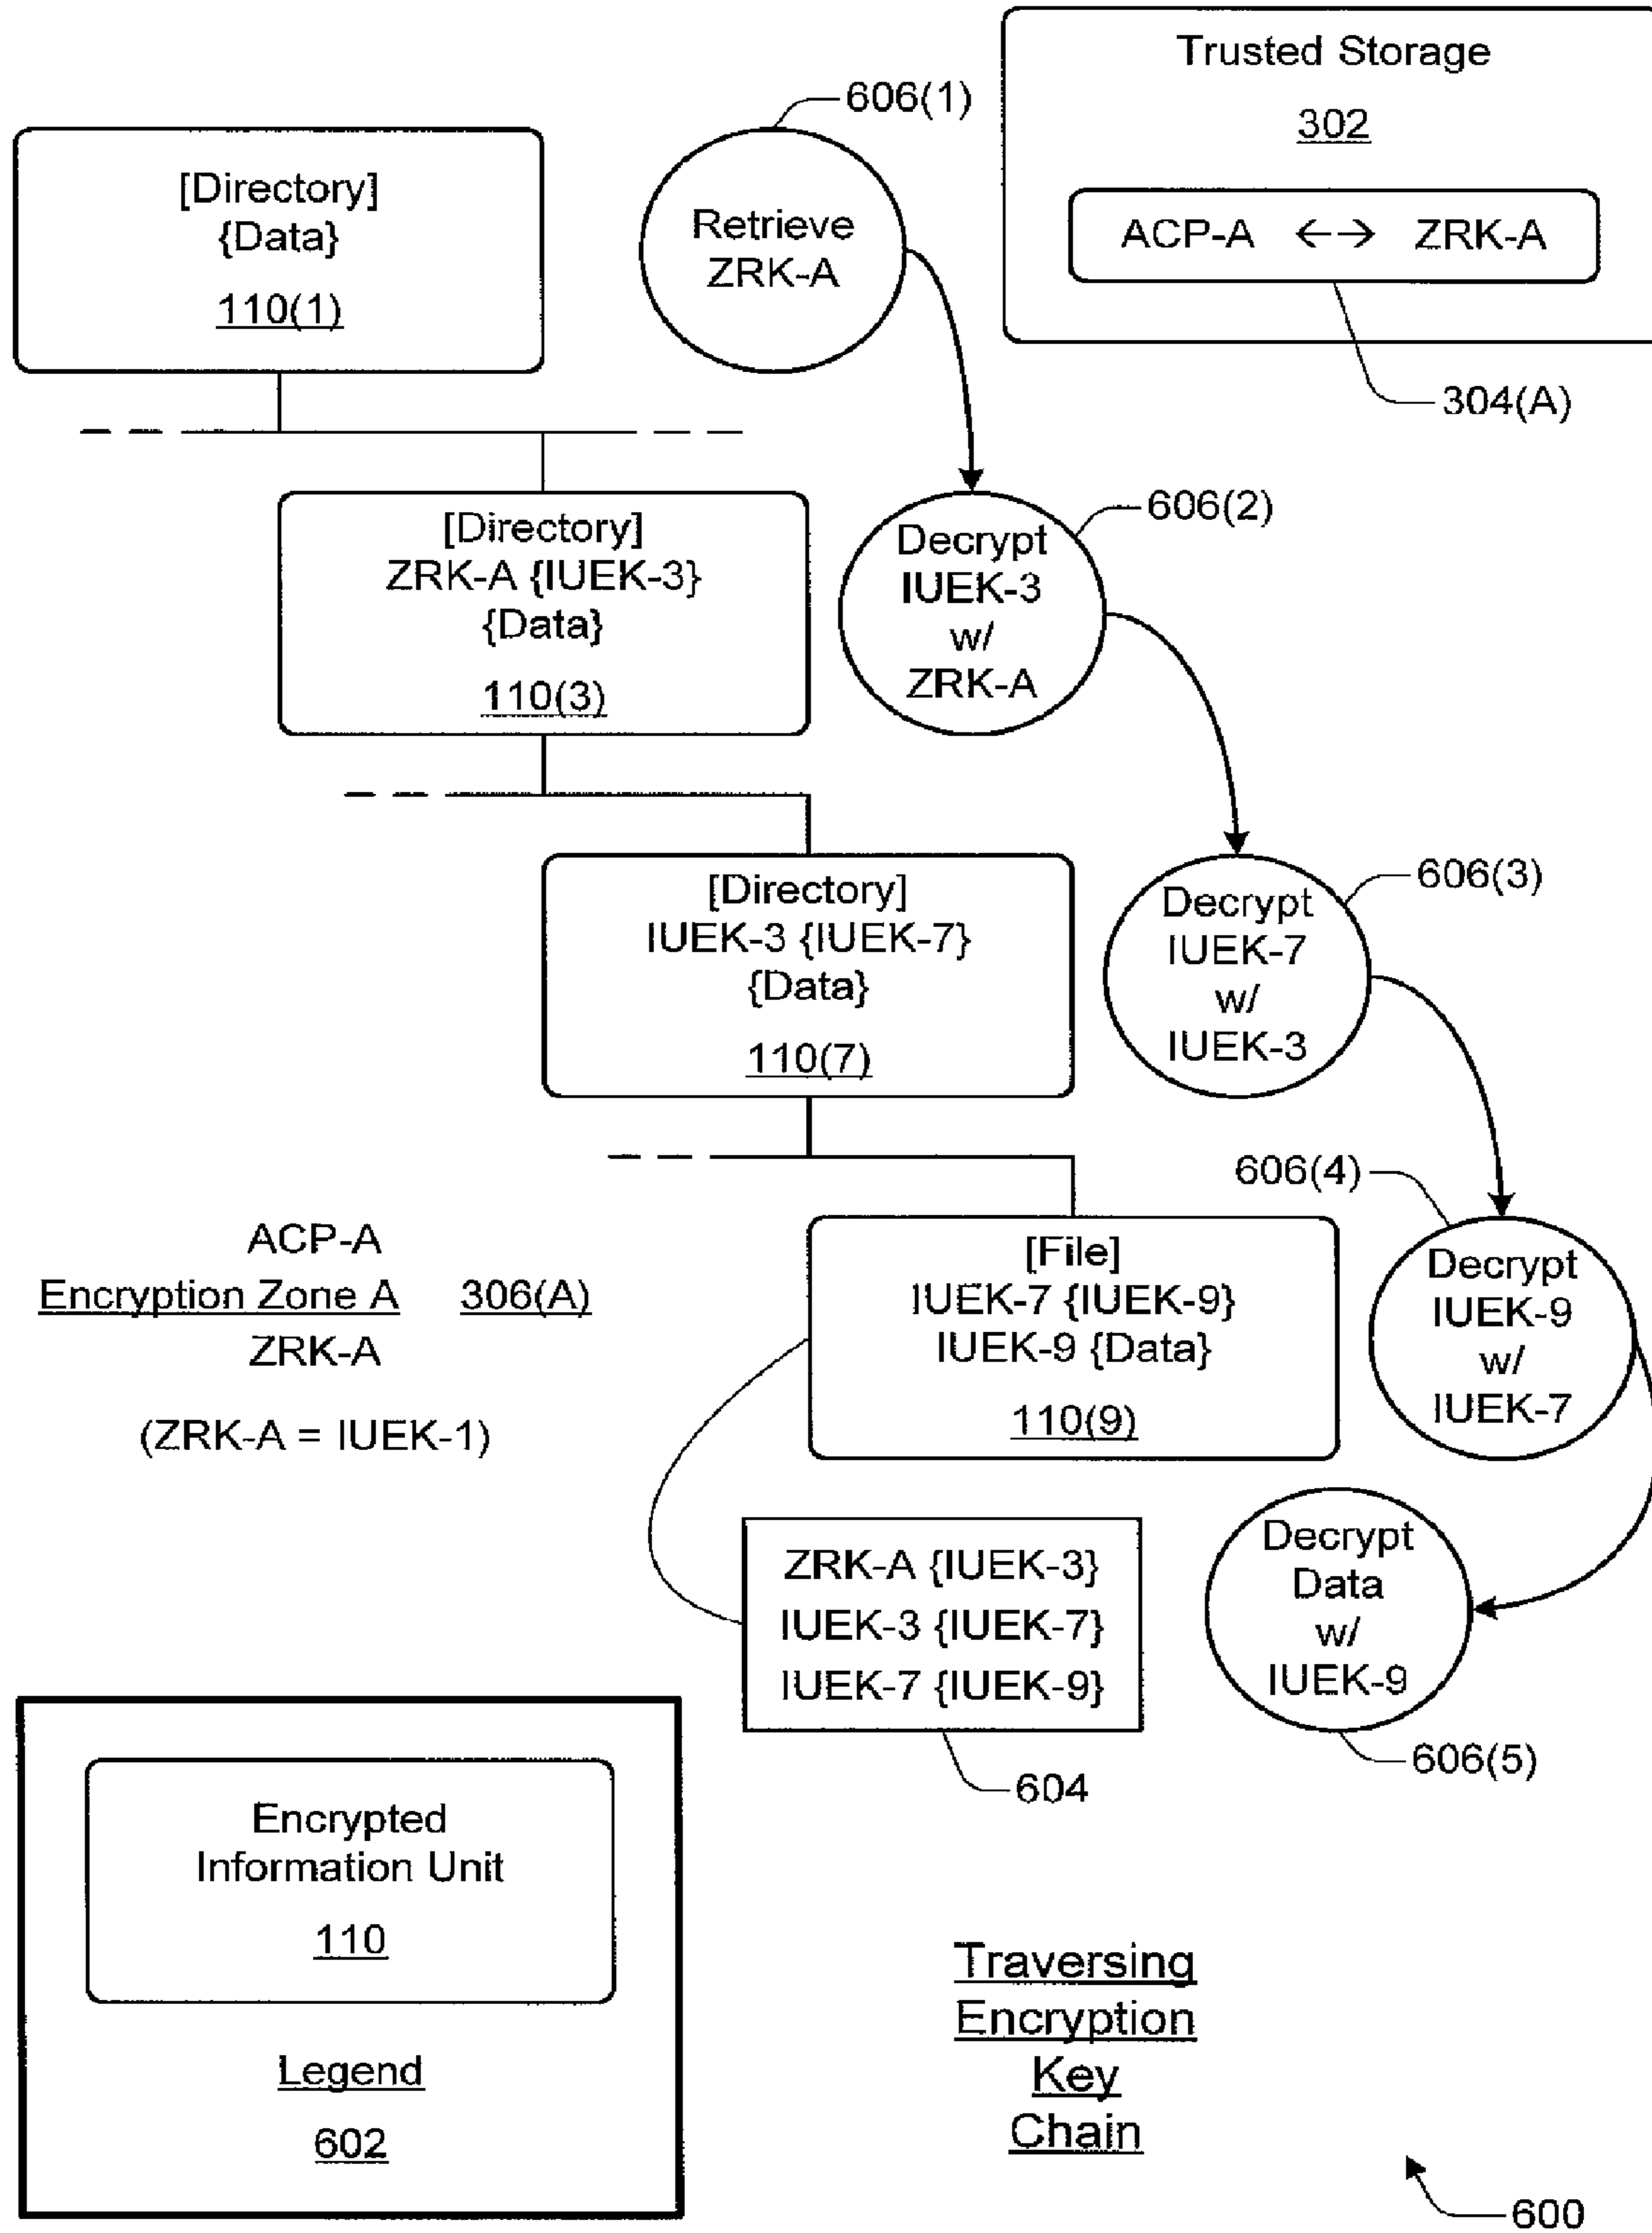 Trusted Storage
302
ACP-A ←→ ZRK-A
304(A)
606(1)
Retrieve
ZRK-A
[Directory]
{Data}
110(1)
606(2)
Decrypt
IUEK-3
w/
ZRK-A
[Directory]
ZRK-A {IUEK-3}
{Data}
110(3)
606(3)
Decrypt
IUEK-7
w/
IUEK-3
[Directory]
IUEK-3 {IUEK-7}
{Data}
110(7)
606(4)
Decrypt
IUEK-9
w/
IUEK-7
[File]
IUEK-7 {IUEK-9}
IUEK-9 {Data}
110(9)
ACP-A
Encryption Zone A 306(A)
ZRK-A
(ZRK-A = IUEK-1)
ZRK-A {IUEK-3}
IUEK-3 {IUEK-7}
IUEK-7 {IUEK-9}
604
Decrypt
Data
w/
IUEK-9
606(5)
Encrypted
Information Unit
110
Legend
602
Traversing
Encryption
Key
Chain
600